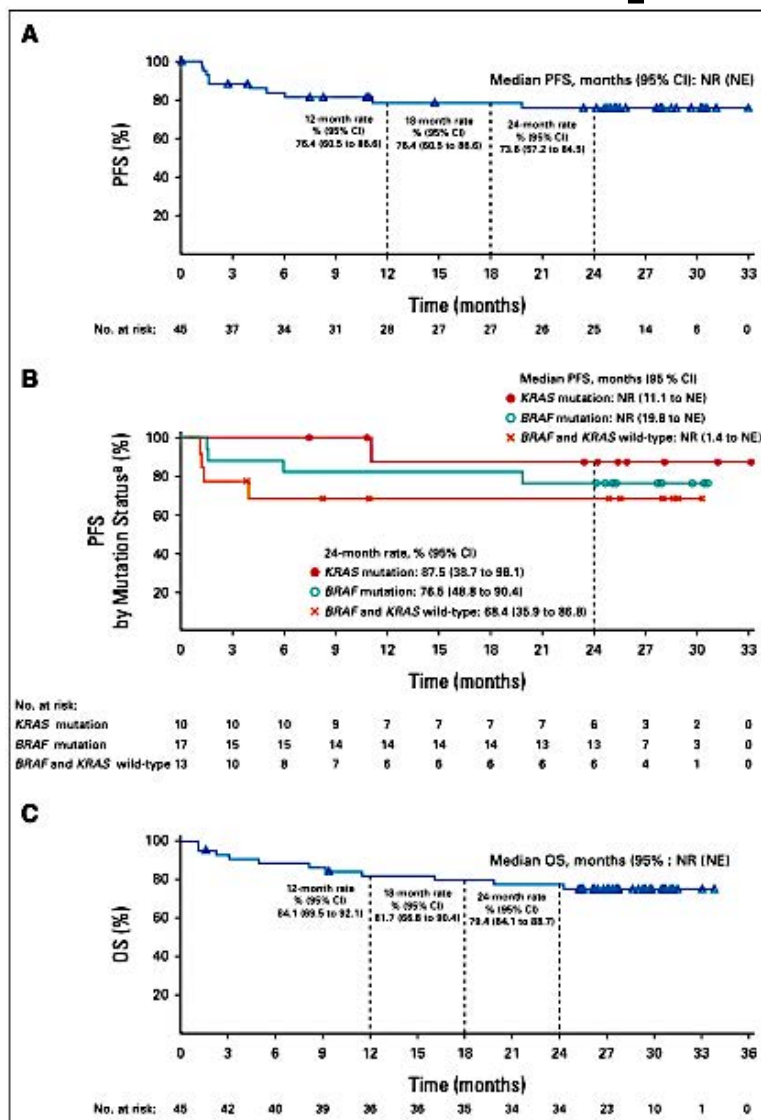 A
Median PFS, months (95% CI): NR (NE)
100
80
60
40
20
PFS (%)
12-month rate
% (95% CI)
76.4 (60.5 to 86.6)
18-month rate
% (95% CI)
76.4 (60.5 to 86.6)
24-month rate
% (95% CI)
73.6 (57.2 to 84.5)
0 3 6 9 12 15 18 21 24 27 30 33
Time (months)
No. at risk: 45 37 34 31 28 27 27 26 25 14 6 0
B
Median PFS, months (95 % CI)
KRAS mutation: NR (11.1 to NE)
BRAF mutation: NR (19.8 to NE)
BRAF and KRAS wild-type: NR (1.4 to NE)
100
80
60
40
20
PFS
by Mutation Statusª (%)
24-month rate, % (95% CI)
KRAS mutation: 87.5 (38.7 to 98.1)
BRAF mutation: 76.5 (48.8 to 90.4)
BRAF and KRAS wild-type: 68.4 (35.9 to 86.8)
0 3 6 9 12 15 18 21 24 27 30 33
Time (months)
No. at risk:
KRAS mutation 10 10 10 9 7 7 7 7 6 3 2 0
BRAF mutation 17 15 15 14 14 14 14 13 13 7 3 0
BRAF and KRAS wild-type 13 10 8 7 6 6 6 6 6 4 1 0
C
Median OS, months (95% : NR (NE)
100
80
60
40
20
OS (%)
12-month rate
% (95% CI)
84.1 (69.5 to 92.1)
18-month rate
% (95% CI)
81.7 (66.8 to 90.4)
24-month rate
% (95% CI)
79.4 (64.1 to 88.7)
0 3 6 9 12 15 18 21 24 27 30 33 36
Time (months)
No. at risk: 45 42 40 39 36 36 35 34 34 23 10 1 0